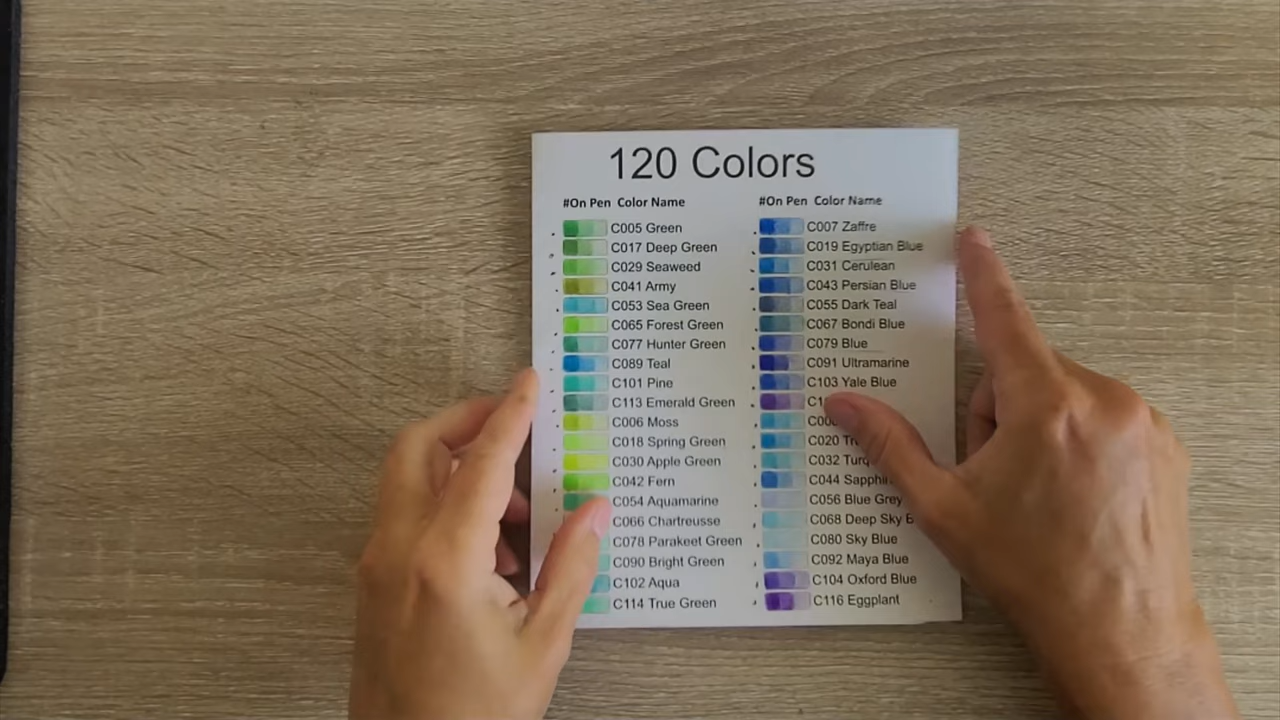 120 Colors
#On Pen Color Name
C005 Green
C017 Deep Green
C029 Seaweed
C041 Army
C053 Sea Green
C065 Forest Green
C077 Hunter Green
C089 Teal
C101 Pine
C113 Emerald Green
C006 Moss
C018 Spring Green
C030 Apple Green
C042 Fern
C054 Aquamarine
C066 Chartreusse
C078 Parakeet Green
C090 Bright Green
C102 Aqua
C114 True Green
#On Pen Color Name
C007 Zaffre
C019 Egyptian Blue
C031 Cerulean
C043 Persian Blue
C055 Dark Teal
C067 Bondi Blue
C079 Blue
C091 Ultramarine
C103 Yale Blue
C020
C032
C044
C056 Blue Grey
C068 Deep Sky
C080 Sky Blue
C092 Maya Blue
C104 Oxford Blue
C116 Eggplant